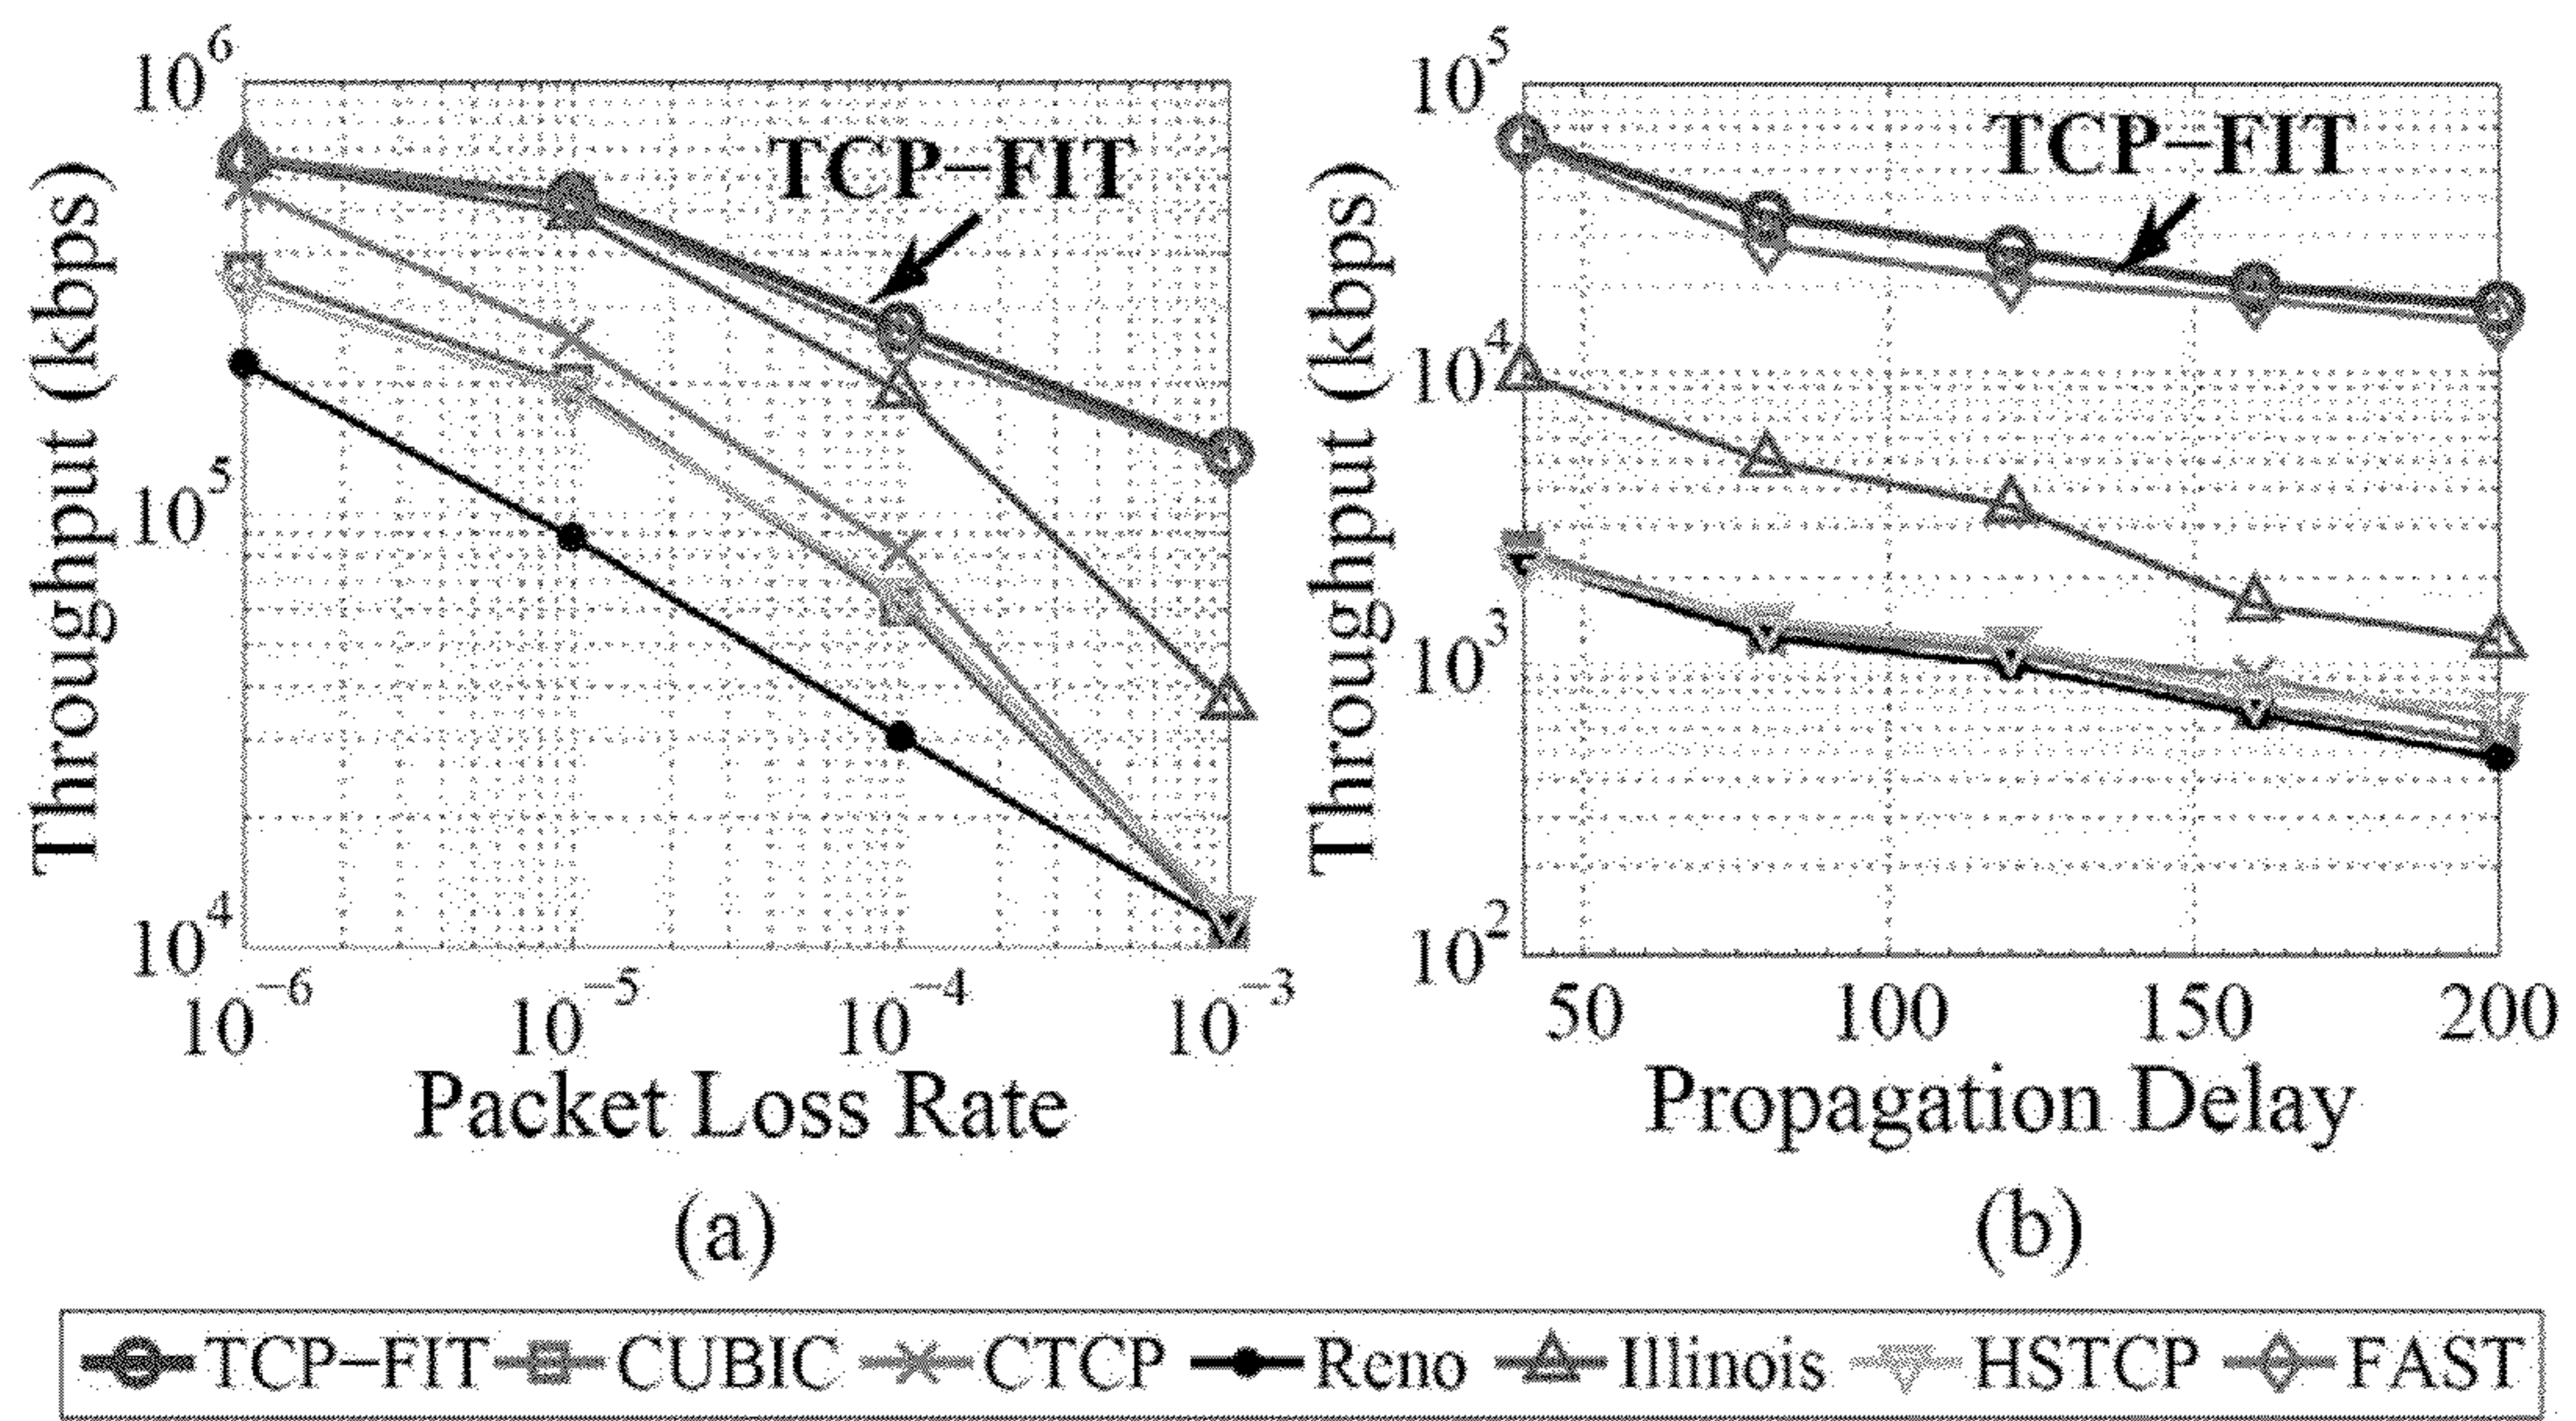 10^6
10^5
10^4
Throughput (kbps)
TCP–FIT
10^−6 10^−5 10^−4 10^−3
Packet Loss Rate
(a)
10^5
10^4
10^3
10^2
Throughput (kbps)
TCP–FIT
50 100 150 200
Propagation Delay
(b)
TCP–FIT CUBIC CTCP Reno Illinois HSTCP FAST